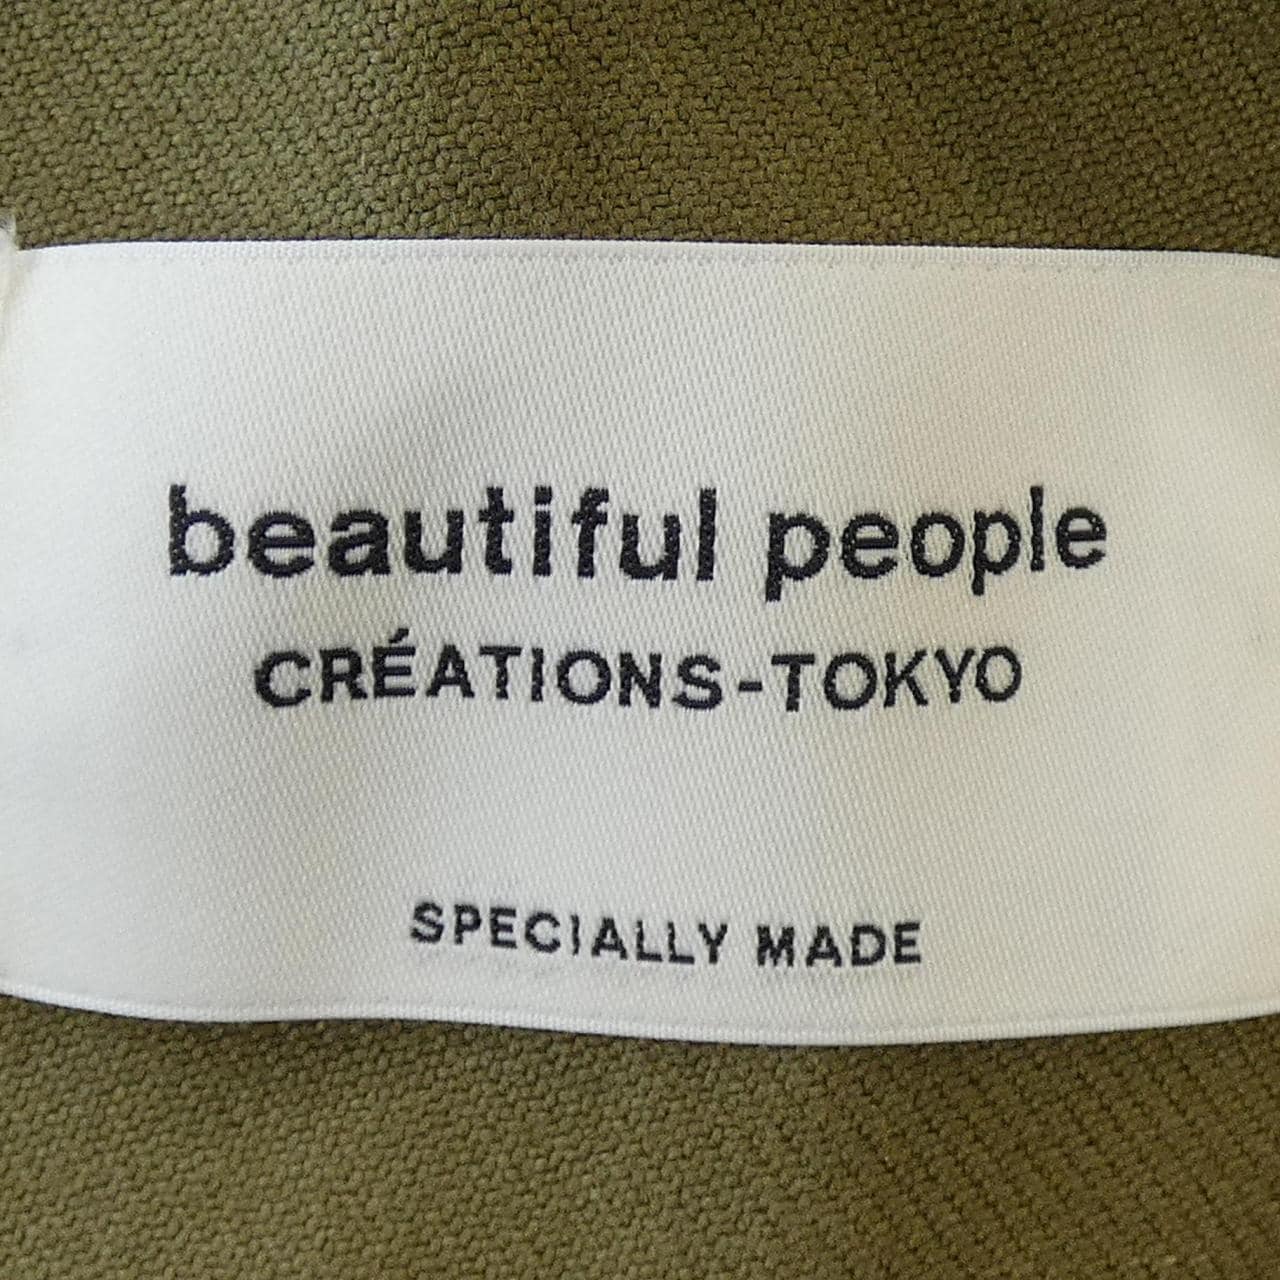 beautiful people
CRÉATIONS-TOKYO
SPECIALLY MADE